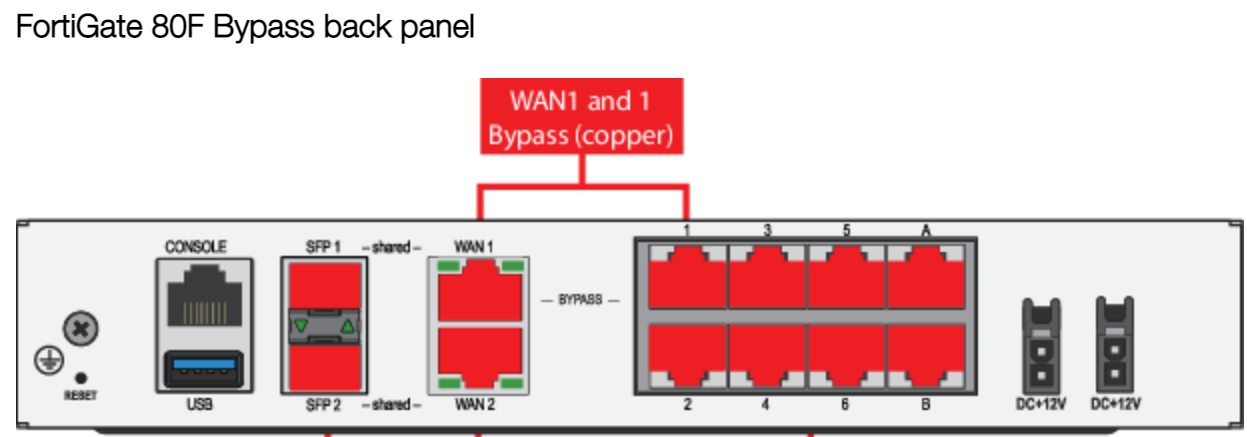 FortiGate 80F Bypass back panel
WAN1 and 1
Bypass (copper)
1 3 5 A
CONSOLE SFP 1 – shared – WAN 1
– BYPASS –
RESET
USB SFP 2 – shared – WAN 2 2 4 6 B DC+12V DC+12V